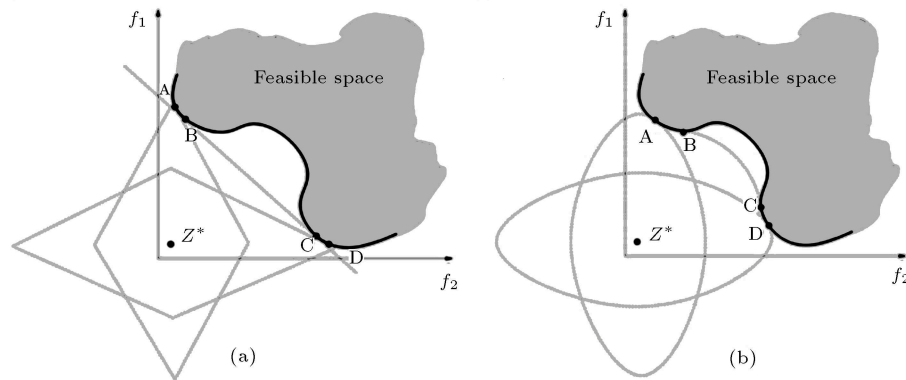 f₁
Feasible space
A
B
Z*
C
D
f₂
(a)
f₁
Feasible space
A
B
Z*
C
D
f₂
(b)